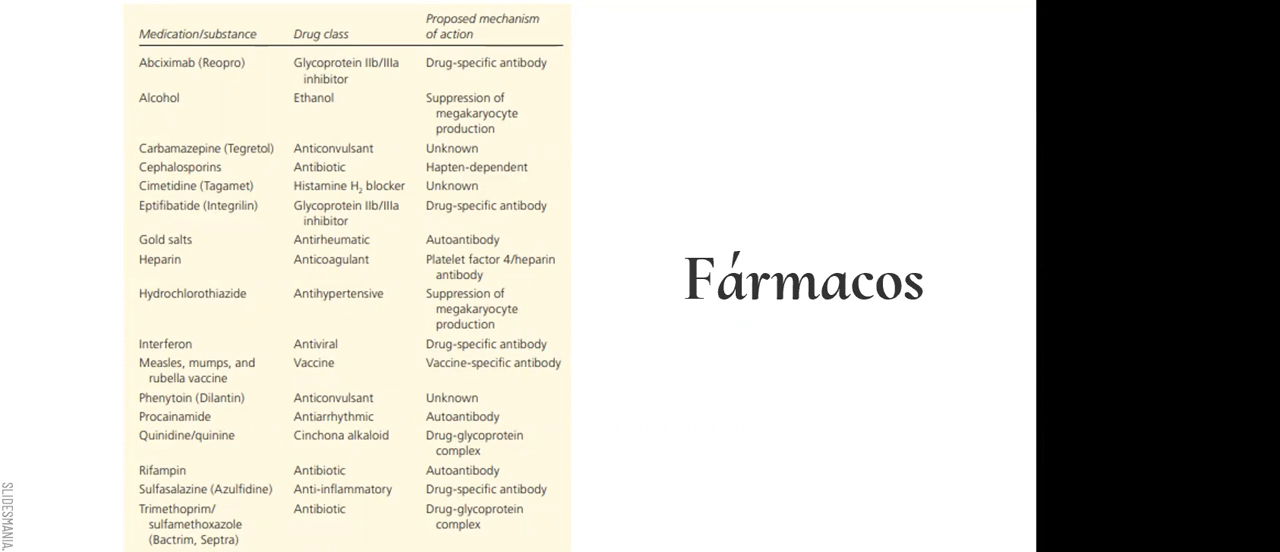 Medication/substance Drug class Proposed mechanism of action
Abciximab (Reopro) Glycoprotein IIb/IIIa inhibitor Drug-specific antibody
Alcohol Ethanol Suppression of megakaryocyte production
Carbamazepine (Tegretol) Anticonvulsant Unknown
Cephalosporins Antibiotic Hapten-dependent
Cimetidine (Tagamet) Histamine H₂ blocker Unknown
Eptifibatide (Integrilin) Glycoprotein IIb/IIIa inhibitor Drug-specific antibody
Gold salts Antirheumatic Autoantibody
Heparin Anticoagulant Platelet factor 4/heparin antibody
Hydrochlorothiazide Antihypertensive Suppression of megakaryocyte production
Interferon Antiviral Drug-specific antibody
Measles, mumps, and rubella vaccine Vaccine Vaccine-specific antibody
Phenytoin (Dilantin) Anticonvulsant Unknown
Procainamide Antiarrhythmic Autoantibody
Quinidine/quinine Cinchona alkaloid Drug-glycoprotein complex
Rifampin Antibiotic Autoantibody
Sulfasalazine (Azulfidine) Anti-inflammatory Drug-specific antibody
Trimethoprim/sulfamethoxazole (Bactrim, Septra) Antibiotic Drug-glycoprotein complex
Fármacos
SLIDESMANIA.